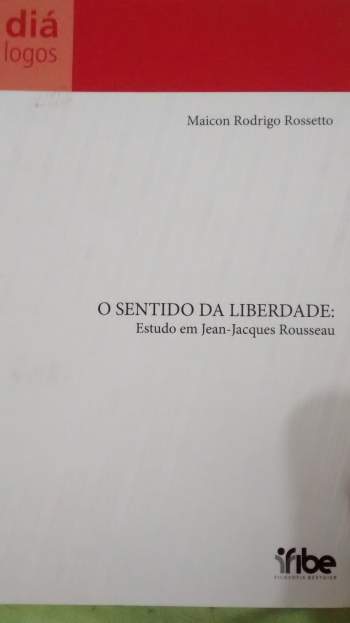 diá
logos
Maicon Rodrigo Rossetto
O SENTIDO DA LIBERDADE:
Estudo em Jean-Jacques Rousseau
ifibe
FILOSOFIA BERTHIER